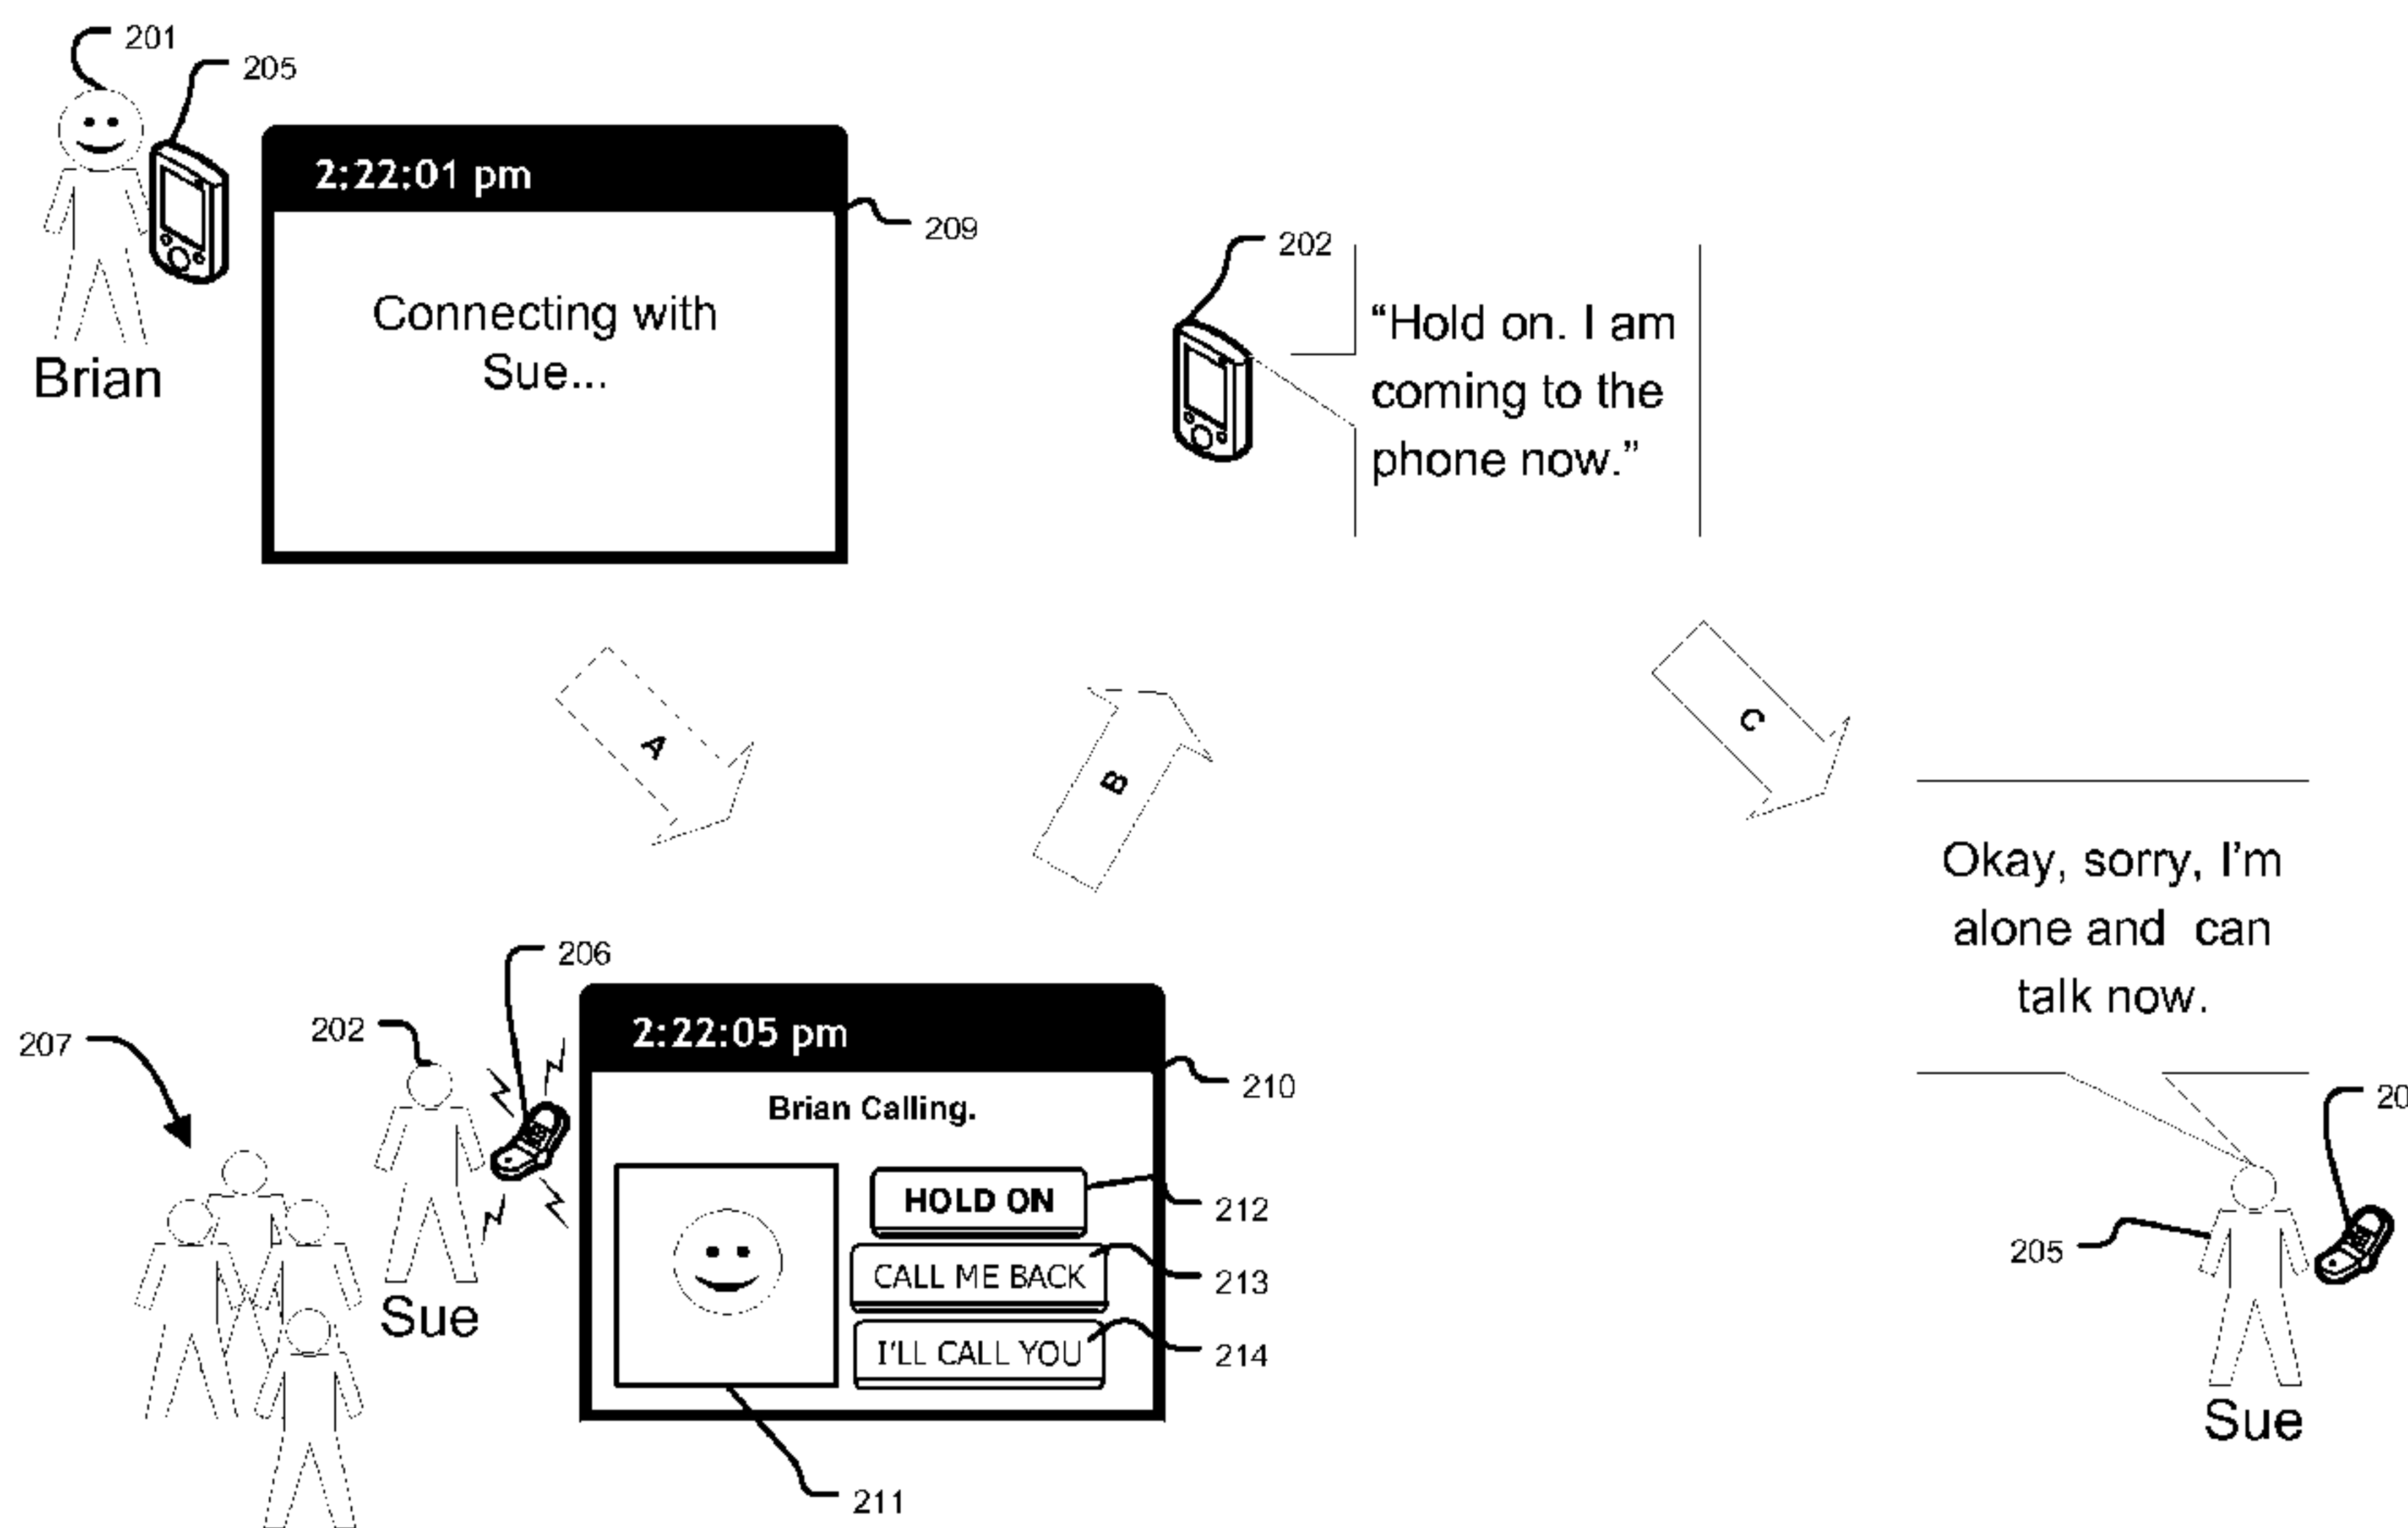 201
205
2:22:01 pm
209
Connecting with
Sue...
Brian
202
“Hold on. I am
coming to the
phone now.”
A
B
C
Okay, sorry, I'm
alone and can
talk now.
206
202
207
2:22:05 pm
210
Brian Calling.
HOLD ON
212
CALL ME BACK
213
I'LL CALL YOU
214
211
Sue
20
205
Sue